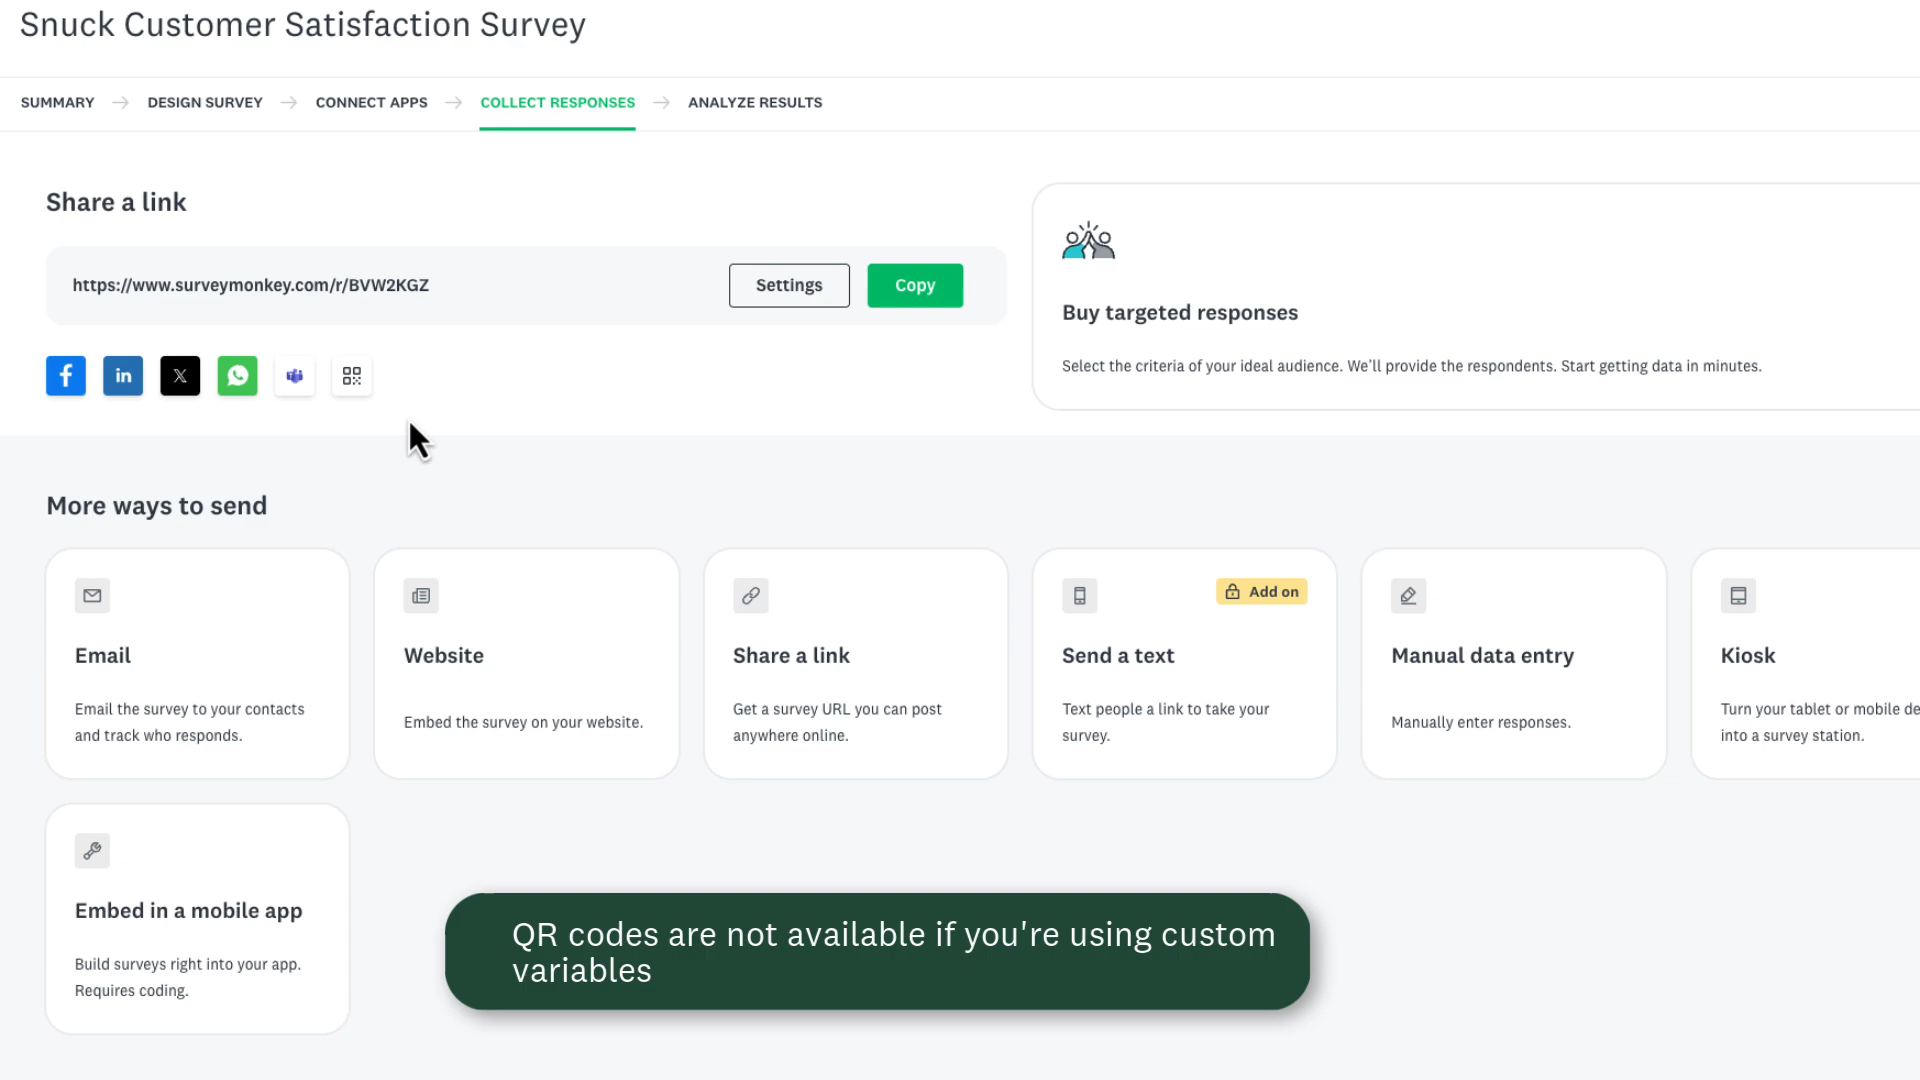 Snuck Customer Satisfaction Survey
SUMMARY
DESIGN SURVEY
CONNECT APPS
COLLECT RESPONSES
ANALYZE RESULTS
Share a link
https://www.surveymonkey.com/r/BVW2KGZ
Settings
Copy
Buy targeted responses
Select the criteria of your ideal audience. We'll provide the respondents. Start getting data in minutes.
More ways to send
Email
Email the survey to your contacts
and track who responds.
Website
Embed the survey on your website.
Share a link
Get a survey URL you can post
anywhere online.
Add on
Send a text
Text people a link to take your
survey.
Manual data entry
Manually enter responses.
Kiosk
Turn your tablet or mobile de
into a survey station.
Embed in a mobile app
Build surveys right into your app.
Requires coding.
QR codes are not available if you're using custom
variables